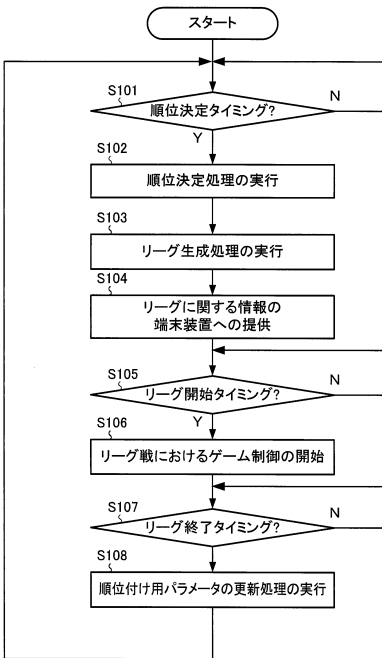 スタート
S101
順位決定タイミング?
N
Y
S102
順位決定処理の実行
S103
リーグ生成処理の実行
S104
リーグに関する情報の
端末装置への提供
S105
リーグ開始タイミング?
N
Y
S106
リーグ戦におけるゲーム制御の開始
S107
リーグ終了タイミング?
N
S108
順位付け用パラメータの更新処理の実行